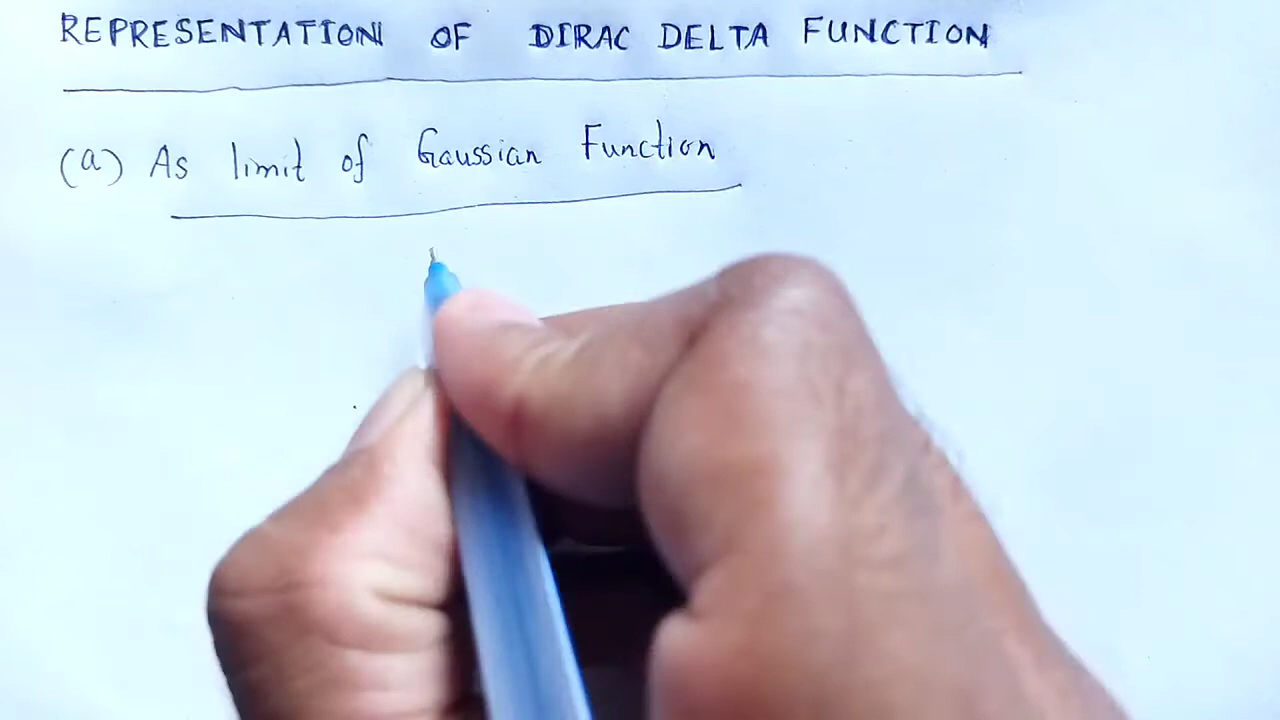 REPRESENTATION OF DIRAC DELTA FUNCTION
(a) As limit of Gaussian Function